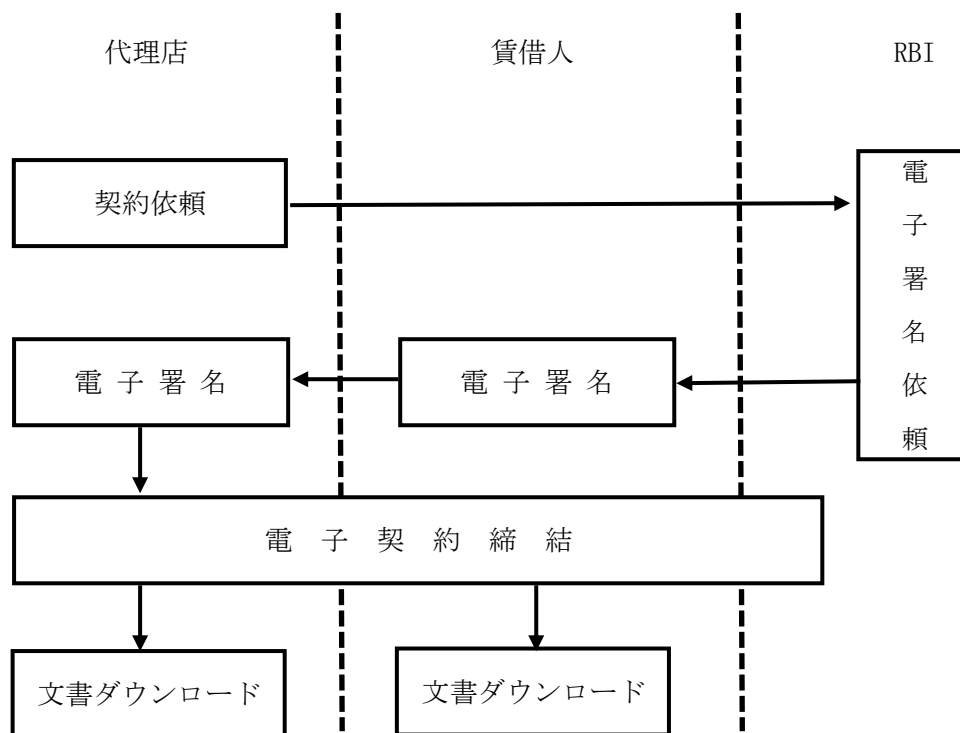 代理店 賃借人 RBI
契約依頼
電子署名依頼
電子署名 電子署名
電子契約締結
文書ダウンロード 文書ダウンロード